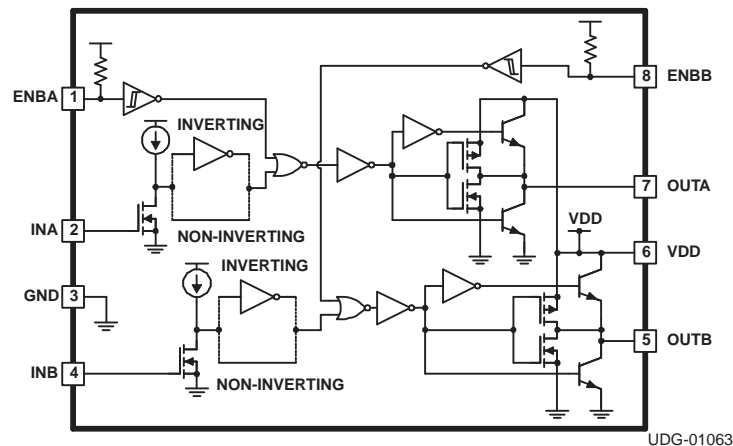 ENBA 1
8 ENBB
INVERTING
7 OUTA
INA 2
NON-INVERTING
VDD
INVERTING
6 VDD
GND 3
5 OUTB
INB 4
NON-INVERTING
UDG-01063